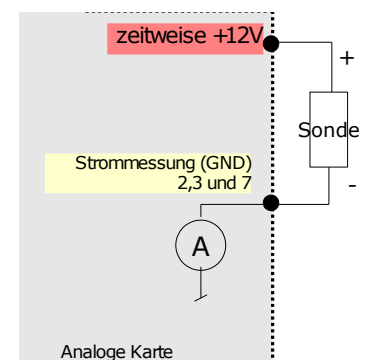 zeitweise +12V
+
Sonde
Strommessung (GND)
2,3 und 7
-
A
Analoge Karte